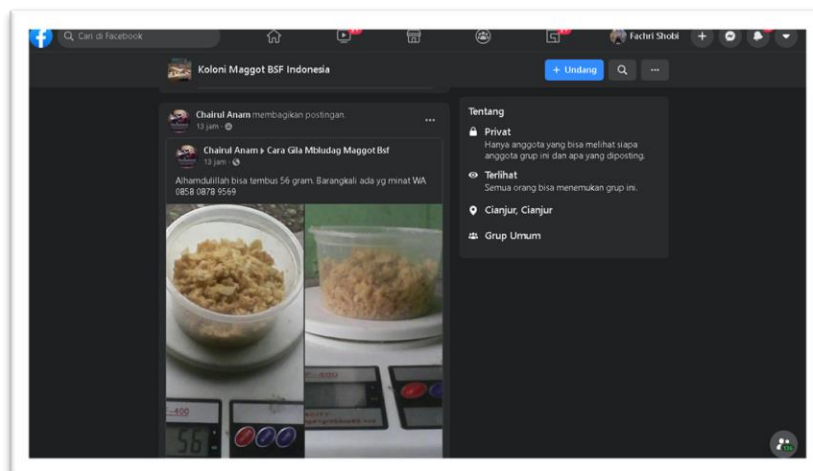 Cari di Facebook
Fachri Shobi
Koloni Maggot BSF Indonesia
+ Undang
Chairul Anam membagikan postingan.
13 jam
Chairul Anam Cara Gila Mbludag Maggot Bsf
13 jam
Alhamdulillah bisa tembus 56 gram. Barangkali ada yg minat WA
0858 0878 9569
-400
56
F-400
Tentang
Privat
Hanya anggota yang bisa melihat siapa
anggota grup ini dan apa yang diposting.
Terlihat
Semua orang bisa menemukan grup ini.
Cianjur, Cianjur
Grup Umum